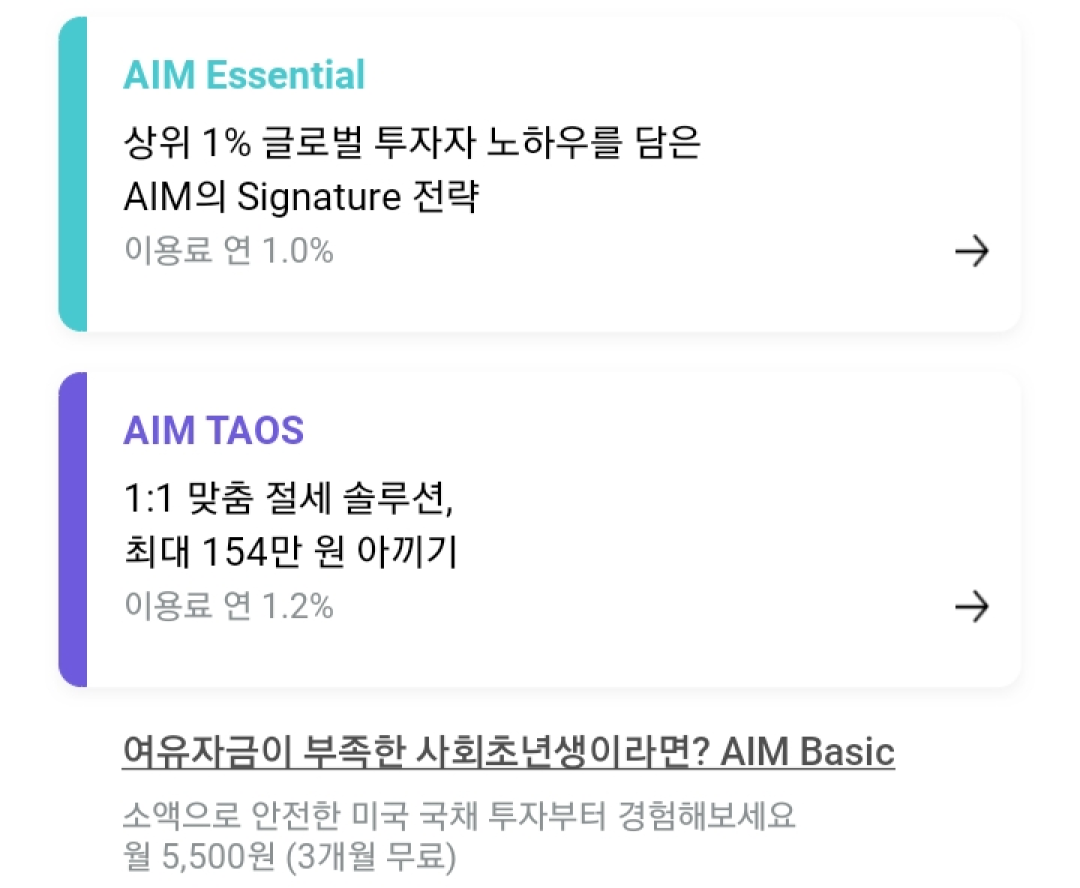 AIM Essential
상위 1% 글로벌 투자자 노하우를 담은
AIM의 Signature 전략
이용료 연 1.0%
AIM TAOS
1:1 맞춤 절세 솔루션,
최대 154만 원 아끼기
이용료 연 1.2%
여유자금이 부족한 사회초년생이라면? AIM Basic
소액으로 안전한 미국 국채 투자부터 경험해보세요
월 5,500원 (3개월 무료)